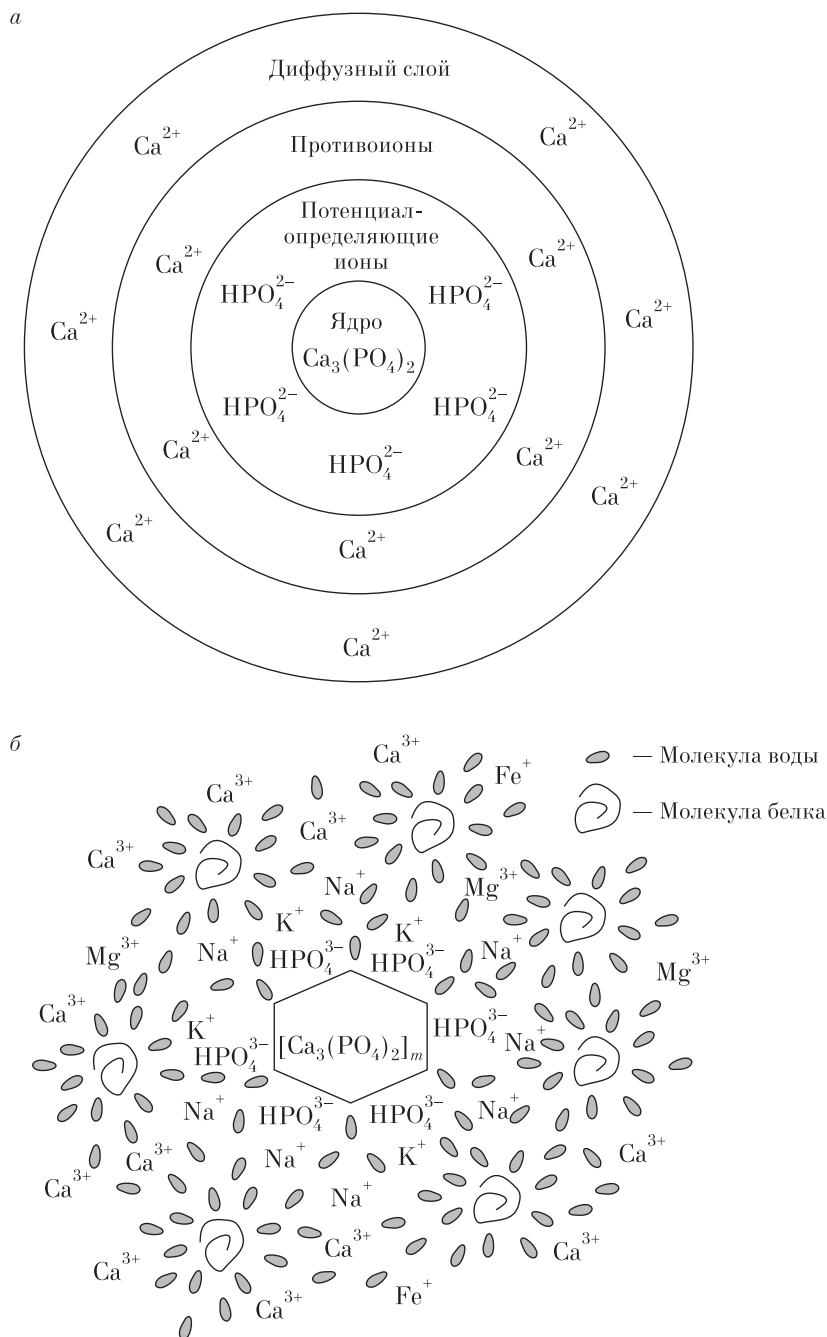 а
Диффузный слой
Ca²⁺ Ca²⁺
Противоионы
Потенциал-
определяющие
ионы
Ca²⁺ Ca²⁺
HPO₄²⁻ HPO₄²⁻
Ca²⁺ Ca²⁺
Ядро
Ca₃(PO₄)₂
HPO₄²⁻ HPO₄²⁻
Ca²⁺ HPO₄²⁻ Ca²⁺
Ca²⁺ Ca²⁺
Ca²⁺
Ca²⁺
б
Ca³⁺ Fe⁺ — Молекула воды
Ca³⁺
— Молекула белка
Ca³⁺ Ca³⁺
Na⁺ Mg³⁺
K⁺ K⁺
Mg³⁺ Na⁺ HPO₄³⁻ HPO₄³⁻ Na⁺ Mg³⁺
Ca³⁺ K⁺ HPO₄³⁻
HPO₄³⁻ [Ca₃(PO₄)₂]ₘ Na⁺
Na⁺ HPO₄³⁻ HPO₄³⁻ Na⁺
Ca³⁺ Ca³⁺ Na⁺ K⁺ Ca³⁺
Na⁺
Ca³⁺ Ca³⁺ Ca³⁺
Ca³⁺ Fe⁺